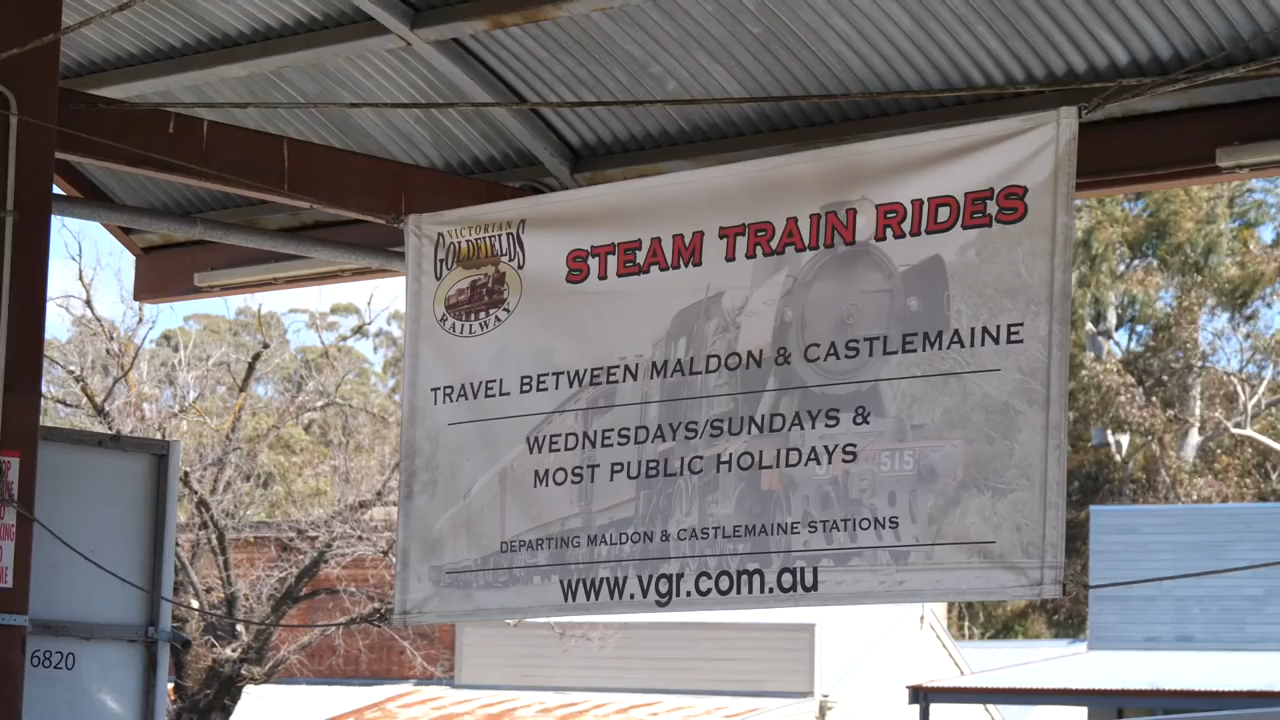 VICTORIAN
GOLDFIELDS
RAILWAY
STEAM TRAIN RIDES
TRAVEL BETWEEN MALDON & CASTLEMAINE
WEDNESDAYS/SUNDAYS &
MOST PUBLIC HOLIDAYS
515
DEPARTING MALDON & CASTLEMAINE STATIONS
www.vgr.com.au
6820